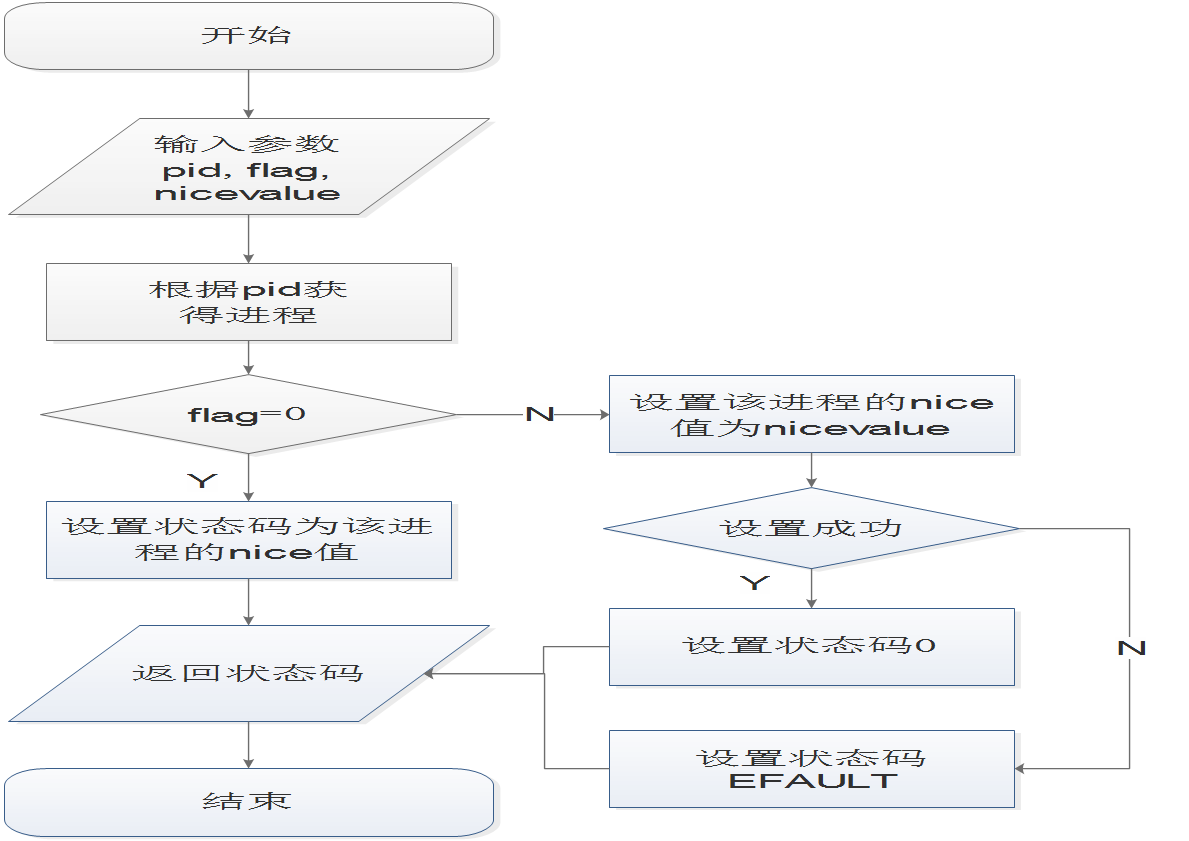 开始
输入参数
pid, flag,
nicevalue
根据pid获
得进程
flag=0
N
设置该进程的nice
值为nicevalue
Y
设置状态码为该进
程的nice值
设置成功
Y
N
设置状态码0
返回状态码
设置状态码
EFAULT
结束